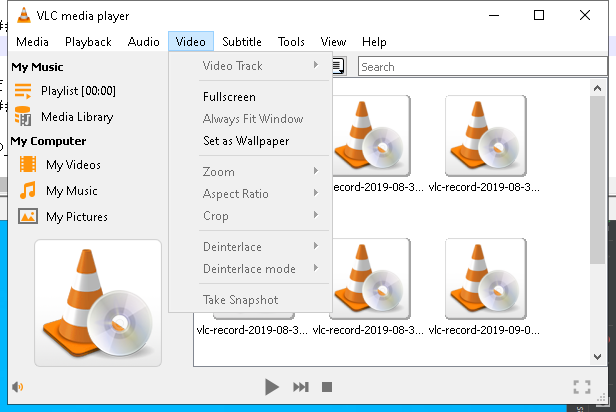 VLC media player
Media Playback Audio Video Subtitle Tools View Help
My Music
Playlist [00:00]
Media Library
My Computer
My Videos
My Music
My Pictures
Video Track
Fullscreen
Always Fit Window
Set as Wallpaper
Zoom
Aspect Ratio
Crop
Deinterlace
Deinterlace mode
Take Snapshot
Search
vlc-record-2019-08-3... vlc-record-2019-08-3...
vlc-record-2019-08-3... vlc-record-2019-08-3... vlc-record-2019-09-0...